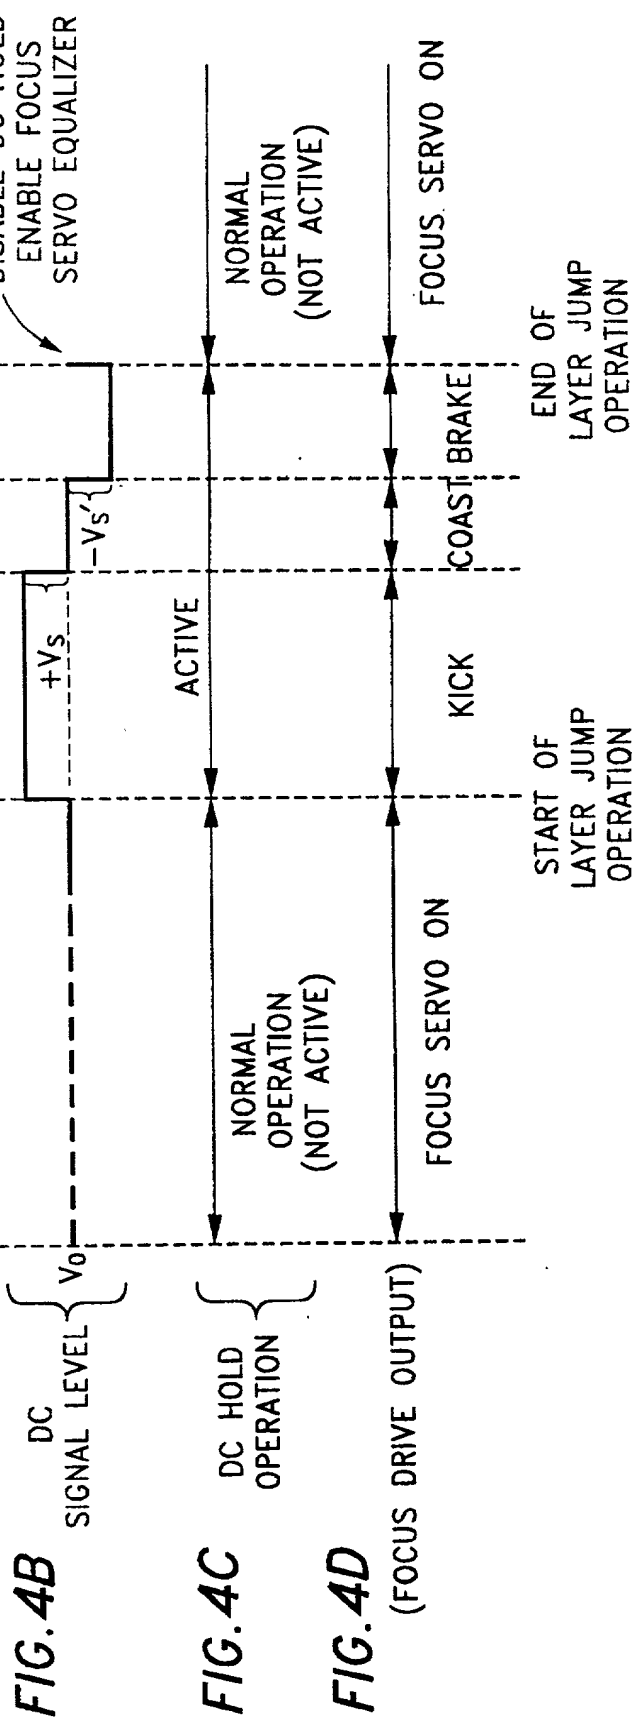 FIG. 4B
DC
SIGNAL LEVEL
V0
+Vs
-Vs'
HOLD
ENABLE FOCUS
SERVO EQUALIZER
FIG. 4C
DC HOLD
OPERATION
NORMAL
OPERATION
(NOT ACTIVE)
ACTIVE
NORMAL
OPERATION
(NOT ACTIVE)
FIG. 4D
(FOCUS DRIVE OUTPUT)
FOCUS SERVO ON
KICK
COAST
BRAKE
FOCUS SERVO ON
START OF
LAYER JUMP
OPERATION
END OF
LAYER JUMP
OPERATION